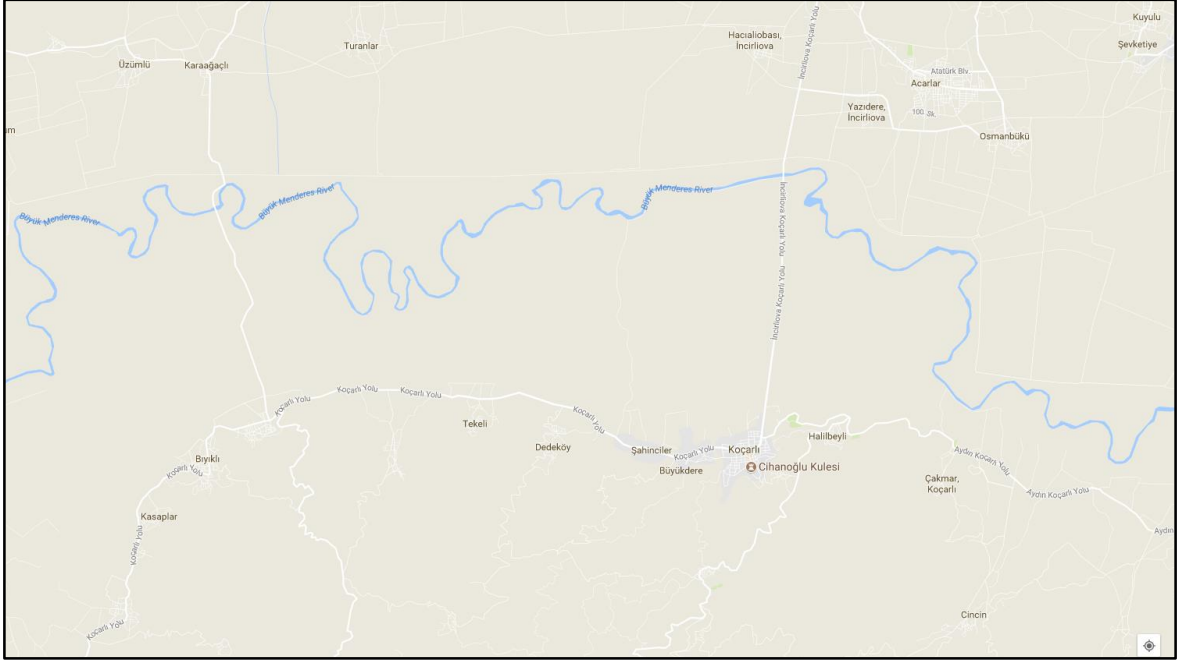 Kuyulu
Şevketiye
Hacıaliobası,
İncirliova
İncirliova Koçarlı Yolu
Turanlar
Üzümlü
Karaağaçlı
Atatürk Blv.
Acarlar
Yazıdere,
İncirliova
100. Sk.
Osmanbükü
ım
Büyük Menderes River
Büyük Menderes River
Büyük Menderes River
İncirliova Koçarlı Yolu
İncirliova Koçarlı Yolu
Koçarlı Yolu
Koçarlı Yolu
Koçarlı Yolu
Koçarlı Yolu
Tekeli
Dedeköy
Şahinciler
Koçarlı Yolu
Koçarlı
Halilbeyli
Büyükdere
Cihanoğlu Kulesi
Bıyıklı
Koçarlı Yolu
Aydın Koçarlı Yolu
Çakmar,
Koçarlı
Aydın Koçarlı Yolu
Kasaplar
Koçarlı Yolu
Aydın
Cincin
Koçarlı Yolu